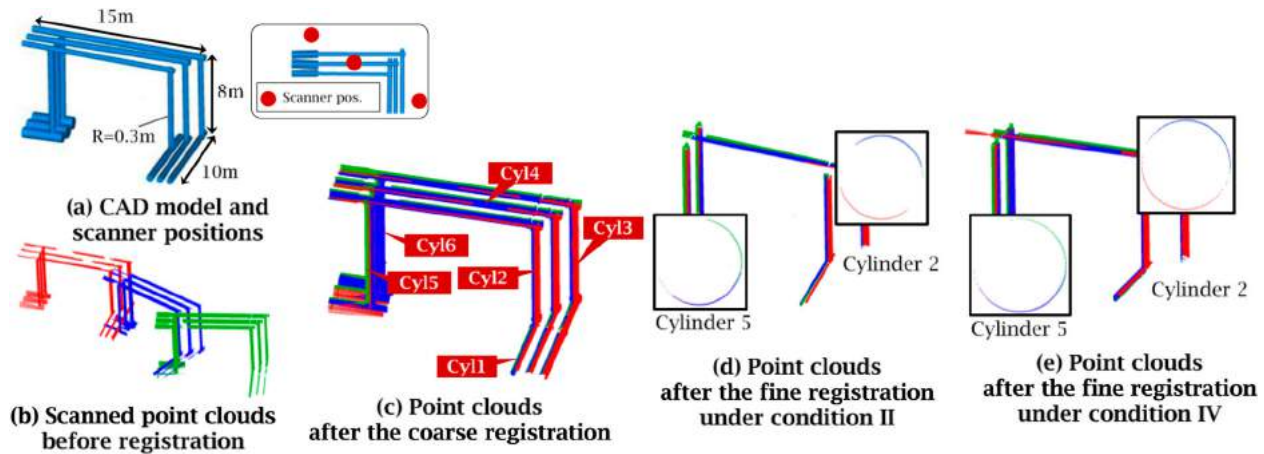 15m
8m
R=0.3m
10m
Scanner pos.
(a) CAD model and
scanner positions
(b) Scanned point clouds
before registration
Cyl4
Cyl3
Cyl6
Cyl2
Cyl5
Cyl1
(c) Point clouds
after the coarse registration
Cylinder 2
Cylinder 5
(d) Point clouds
after the fine registration
under condition II
Cylinder 2
Cylinder 5
(e) Point clouds
after the fine registration
under condition IV